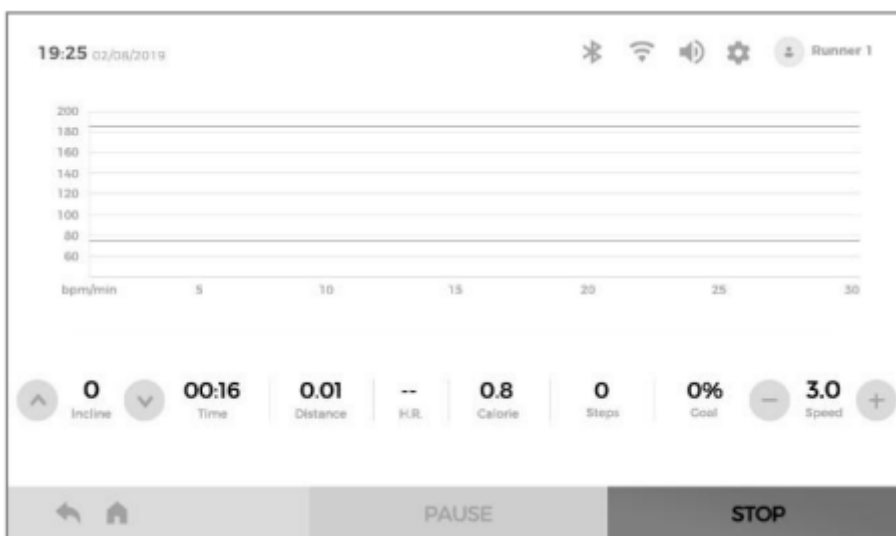 19:25 02/08/2019
Runner 1
200
180
160
140
120
100
80
60
bpm/min 5 10 15 20 25 30
0 00:16 0.01 -- 0.8 0 0% 3.0
Incline Time Distance H.R. Calorie Steps Goal Speed
PAUSE STOP